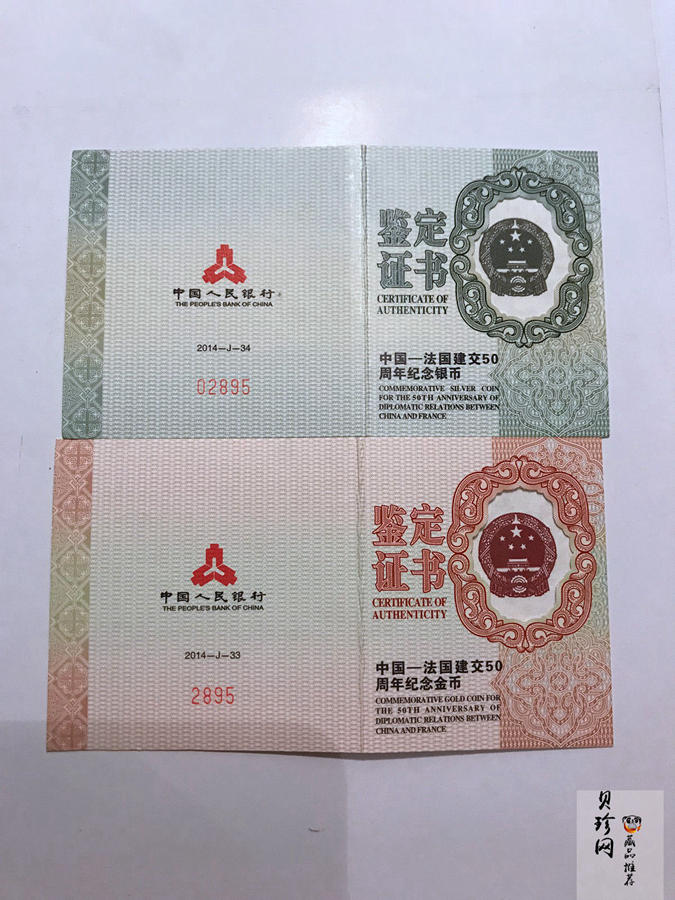 中国人民银行
THE PEOPLE'S BANK OF CHINA
2014-J-34
02895
鉴定
证书
CERTIFICATE OF
AUTHENTICITY
中国—法国建交50
周年纪念银币
COMMEMORATIVE SILVER COIN
FOR THE 50TH ANNIVERSARY OF
DIPLOMATIC RELATIONS BETWEEN
CHINA AND FRANCE
中国人民银行
THE PEOPLE'S BANK OF CHINA
2014-J-33
2895
鉴定
证书
CERTIFICATE OF
AUTHENTICITY
中国—法国建交50
周年纪念金币
COMMEMORATIVE GOLD COIN FOR
THE 50TH ANNIVERSARY OF
DIPLOMATIC RELATIONS BETWEEN
CHINA AND FRANCE
贝珍网
藏品
推荐